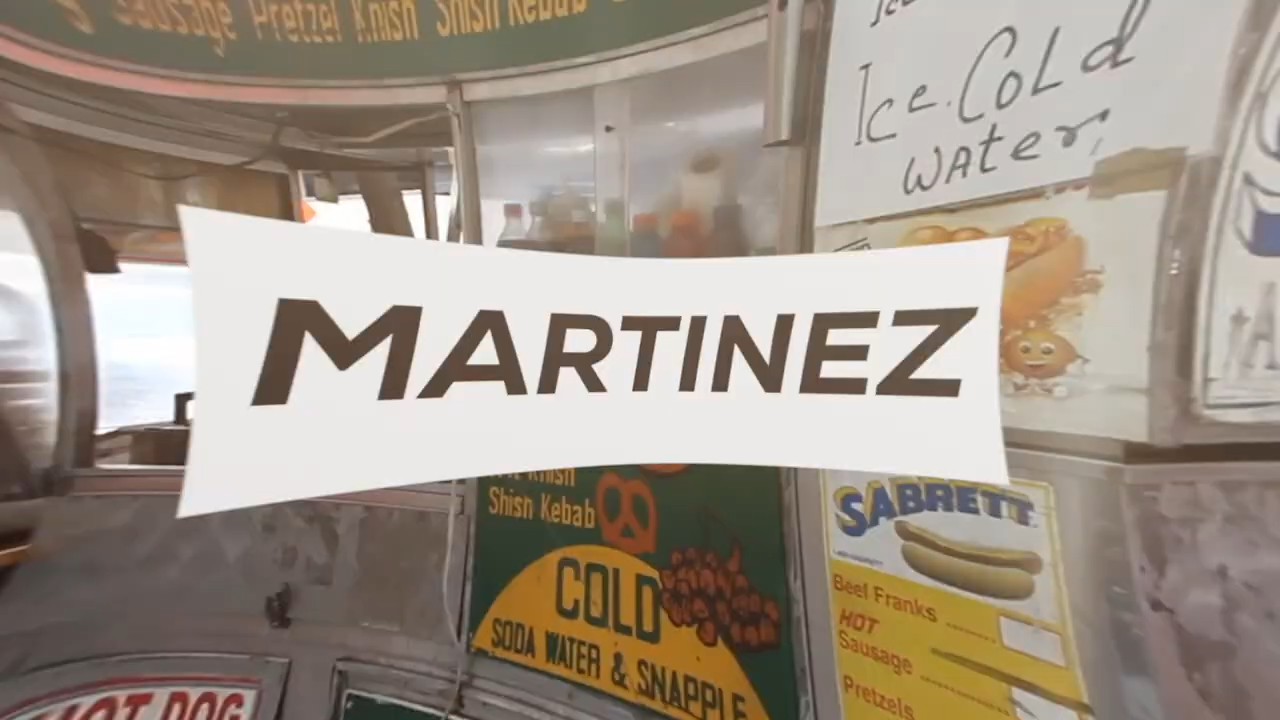 Sausage Pretzel Knish Shish Kebab
Ice Cold
water
MARTINEZ
Knish
Shish Kebab
COLD
SODA WATER & SNAPPLE
SABRETT
Beef Franks
HOT
Sausage
Pretzels
HOT DOG